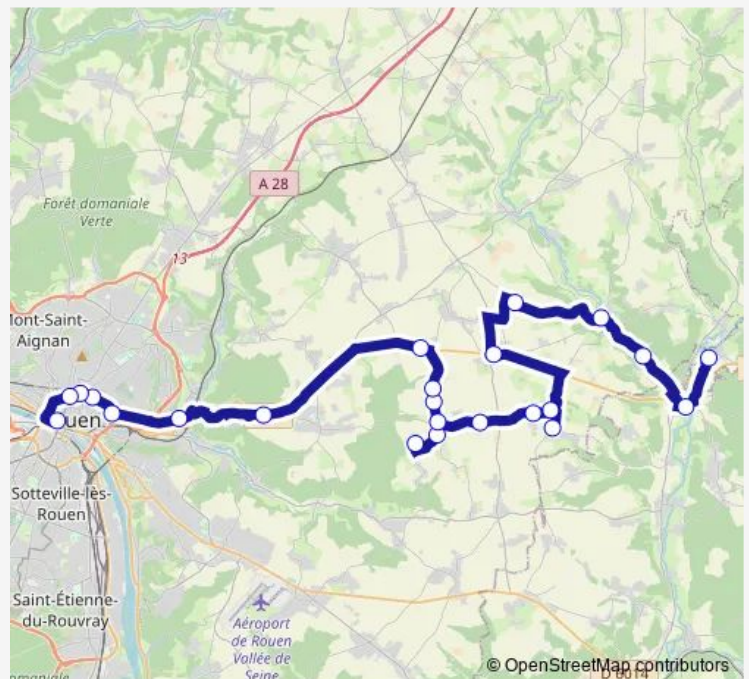 A 28
Forêt domaniale
Verte
13
Mont-Saint-
Aignan
Rouen
Sotteville-lès-
Rouen
Saint-Étienne-
du-Rouvray
Aéroport
de Rouen
Vallée de
Seine
© OpenStreetMap contributors
D 6014